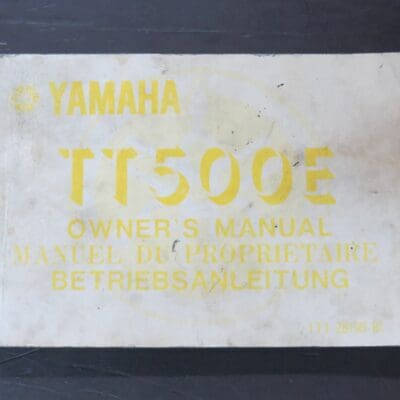 YAMAHA
TT500E
OWNER'S MANUAL
MANUEL DU PROPRIETAIRE
BETRIEBSANLEITUNG